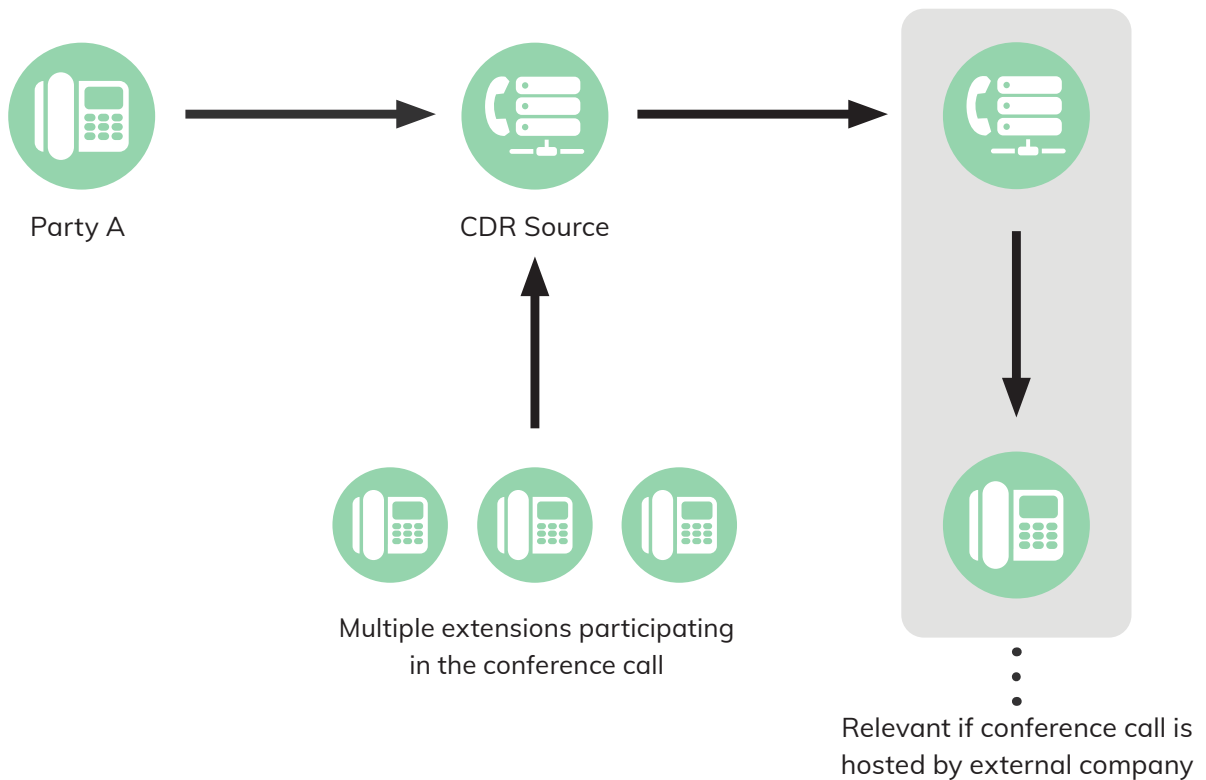 Party A
CDR Source
Multiple extensions participating
in the conference call
Relevant if conference call is
hosted by external company